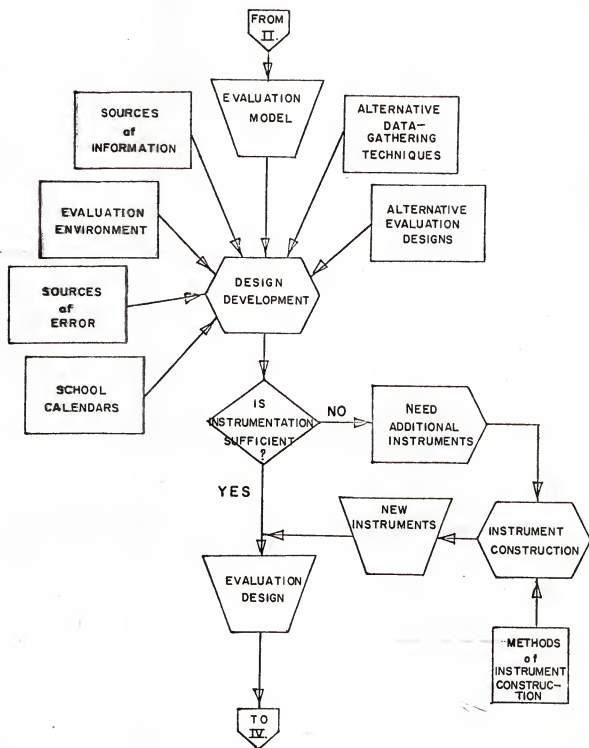 FROM
II.
EVALUATION
MODEL
SOURCES
of
INFORMATION
ALTERNATIVE
DATA-
GATHERING
TECHNIQUES
EVALUATION
ENVIRONMENT
ALTERNATIVE
EVALUATION
DESIGNS
SOURCES
of
ERROR
DESIGN
DEVELOPMENT
SCHOOL
CALENDARS
IS
INSTRUMENTATION
SUFFICIENT
?
NO
NEED
ADDITIONAL
INSTRUMENTS
YES
NEW
INSTRUMENTS
INSTRUMENT
CONSTRUCTION
EVALUATION
DESIGN
METHODS
of
INSTRUMENT
CONSTRUC-
TION
TO
IV.